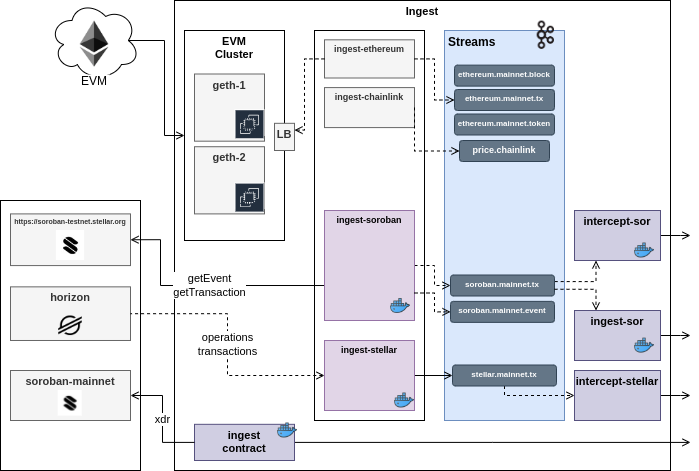 Ingest
EVM
EVM
Cluster
geth-1
geth-2
LB
ingest-ethereum
ingest-chainlink
Streams
ethereum.mainnet.block
ethereum.mainnet.tx
ethereum.mainnet.token
price.chainlink
https://soroban-testnet.stellar.org
horizon
soroban-mainnet
getEvent
getTransaction
operations
transactions
xdr
ingest-soroban
ingest-stellar
ingest
contract
soroban.mainnet.tx
soroban.mainnet.event
stellar.mainnet.tx
intercept-sor
ingest-sor
intercept-stellar